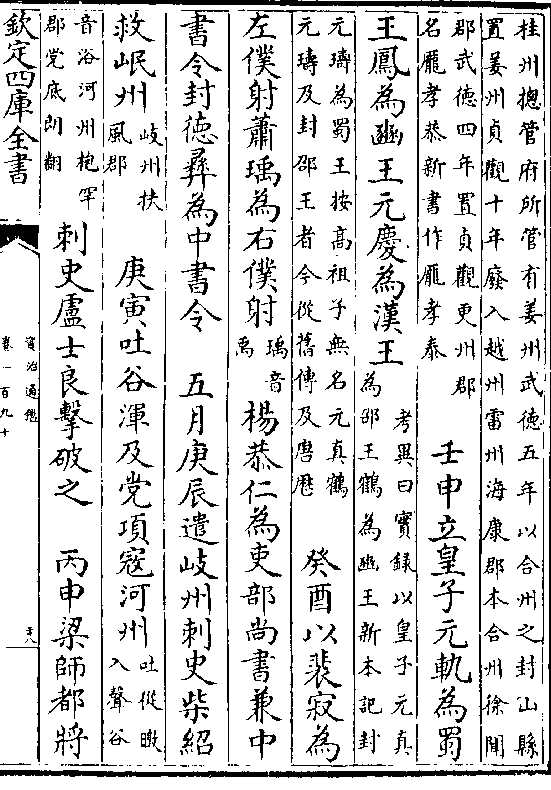 桂州摠管府所管有姜州武德五年以合州之封山縣
置姜州貞觀十年廢入越州雷州海康郡本合州徐聞
郡武德四年置貞觀更州郡
名龎孝恭新書作龎孝泰
壬申立皇子元軌為蜀
王鳳為豳王元慶為漢王
考異曰實録以皇子元真
為邵王鶴為豳王新本記封
元璹為蜀王按高祖子無名元真鶴
元璹及封邵王者今從舊傳及唐厯
癸酉以裴寂為
左僕射蕭瑀為右僕射
瑀音
禹
楊恭仁為吏部尚書兼中
書令封德彝為中書令 五月庚辰遣岐州刺史柴紹
救岷州
岐州扶
風郡
庚寅吐谷渾及党項寇河州
吐從暾
入聲谷
音浴河州枹罕
郡党底朗翻
刺史盧士良擊破之 丙申梁師都將
欽定四庫全書
資治通鑑
卷一百九十